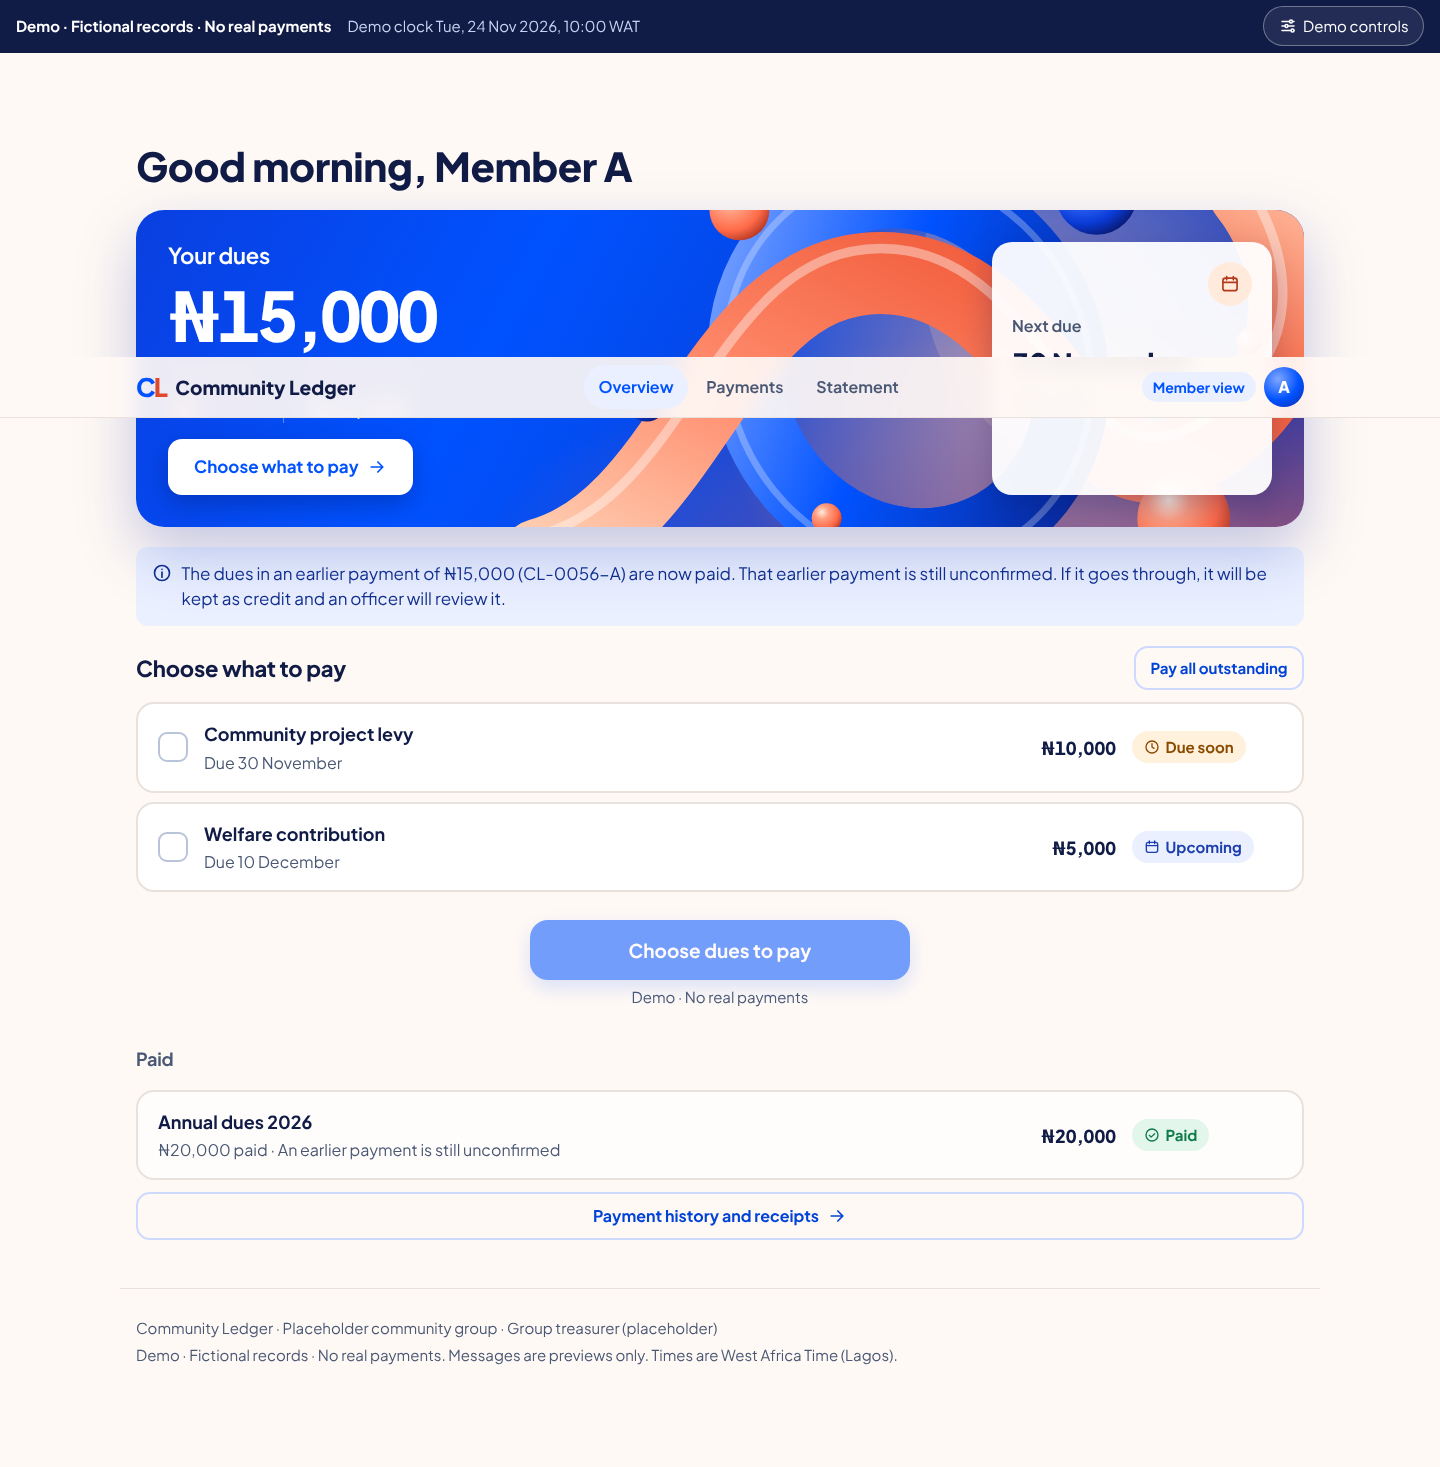 Demo · Fictional records · No real payments Demo clock Tue, 24 Nov 2026, 10:00 WAT Demo controls
Good morning, Member A
Your dues
₦15,000
Next due
CL Community Ledger Overview Payments Statement Member view A
Choose what to pay →
The dues in an earlier payment of ₦15,000 (CL-0056-A) are now paid. That earlier payment is still unconfirmed. If it goes through, it will be
kept as credit and an officer will review it.
Choose what to pay Pay all outstanding
Community project levy
Due 30 November
₦10,000 Due soon
Welfare contribution
Due 10 December
₦5,000 Upcoming
Choose dues to pay
Demo · No real payments
Paid
Annual dues 2026
₦20,000 paid · An earlier payment is still unconfirmed
₦20,000 Paid
Payment history and receipts →
Community Ledger · Placeholder community group · Group treasurer (placeholder)
Demo · Fictional records · No real payments. Messages are previews only. Times are West Africa Time (Lagos).